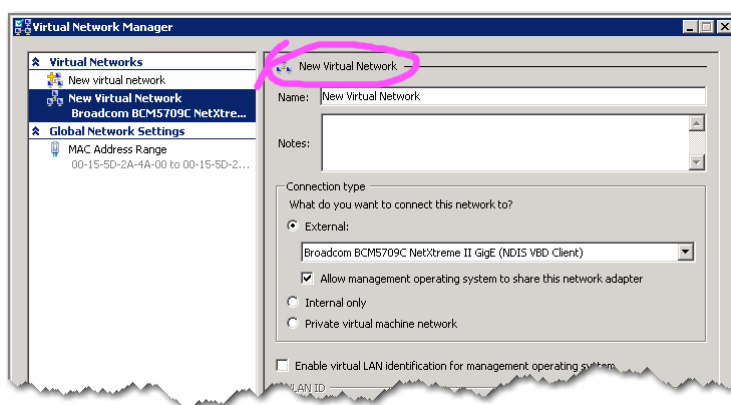 Virtual Network Manager
Virtual Networks
New virtual network
New Virtual Network
Broadcom BCM5709C NetXtre...
Global Network Settings
MAC Address Range
00-15-5D-2A-4A-00 to 00-15-5D-2...
New Virtual Network
Name: New Virtual Network
Notes:
Connection type
What do you want to connect this network to?
External:
Broadcom BCM5709C NetXtreme II GigE (NDIS VBD Client)
Allow management operating system to share this network adapter
Internal only
Private virtual machine network
Enable virtual LAN identification for management operating system
VLAN ID